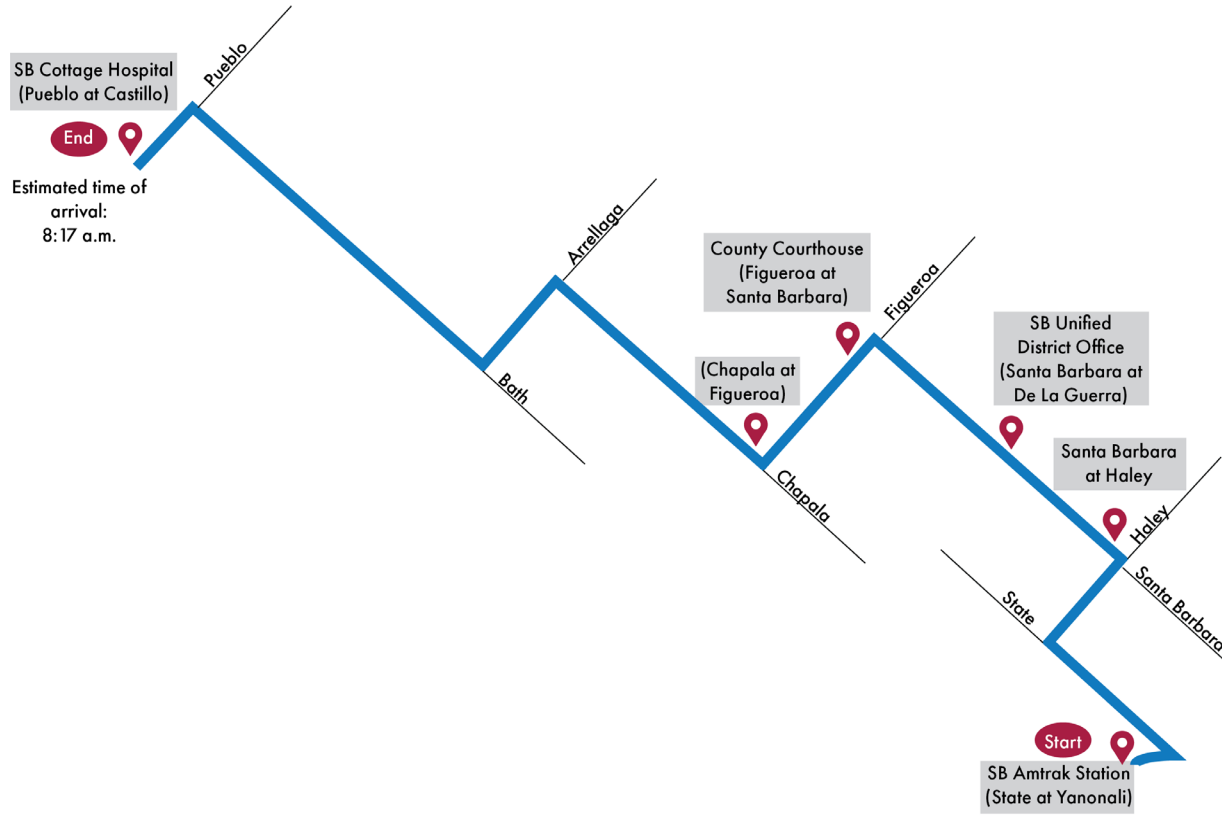 Pueblo
SB Cottage Hospital
(Pueblo at Castillo)
End
Estimated time of
arrival:
8:17 a.m.
Arrellaga
Bath
County Courthouse
(Figueroa at
Santa Barbara)
Figueroa
(Chapala at
Figueroa)
Chapala
SB Unified
District Office
(Santa Barbara at
De La Guerra)
Santa Barbara
at Haley
Haley
Santa Barbara
State
Start
SB Amtrak Station
(State at Yanonali)